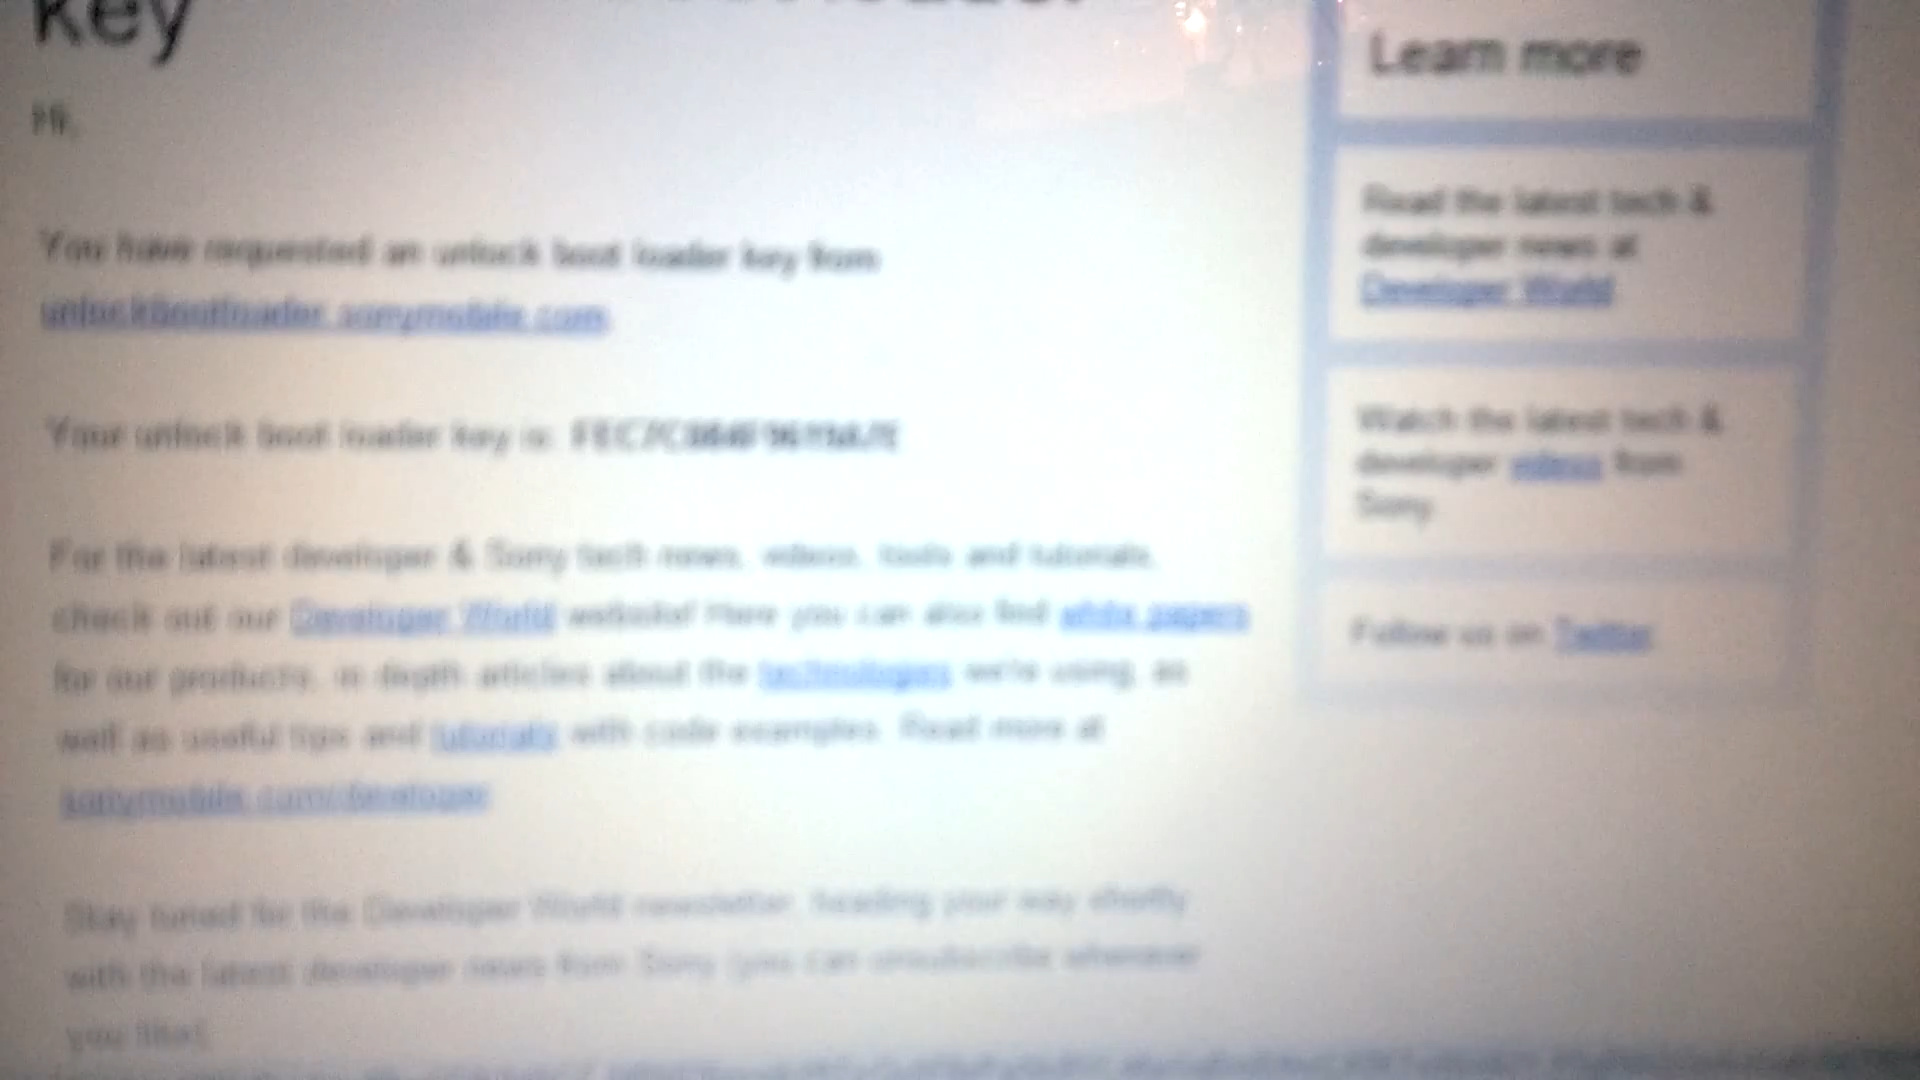 key
Hi,
You have requested an unlock boot loader key from
unlockbootloader.sonymobile.com
Your unlock boot loader key is:
For the latest developer & Sony tech news, videos, tools and tutorials,
check out our Developer World website! Here you can also find white papers
for our products, in depth articles about the technologies we're using, as
well as useful tips and tutorials with code examples. Read more at
sonymobile.com/developer
Stay tuned for the Developer World newsletter, heading your way shortly
with the latest developer news from Sony (you can unsubscribe whenever
you like).
Learn more
Read the latest tech &
developer news at
Developer World
Watch the latest tech &
developer videos from
Sony
Follow us on Twitter